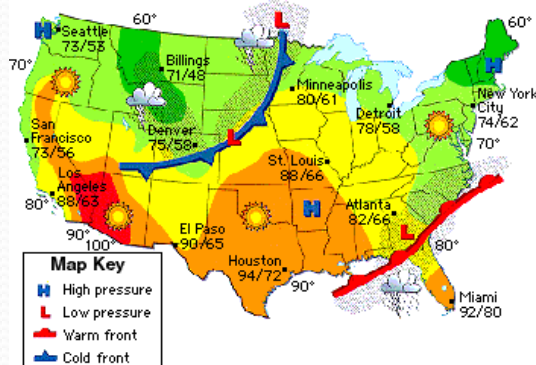 L
60°
60°
H Seattle
73/53
Billings
71/48
70°
H
Minneapolis
80/61
New York
City
74/62
Detroit
78/58
San
Francisco
73/56
Denver
75/58
L
70°
St. Louis
88/66
Los
Angeles
88/63
80°
H
Atlanta
82/66
L
El Paso
90/65
90°
100°
80°
Houston
94/72
90°
Miami
92/80
Map Key
H High pressure
L Low pressure
Warm front
Cold front